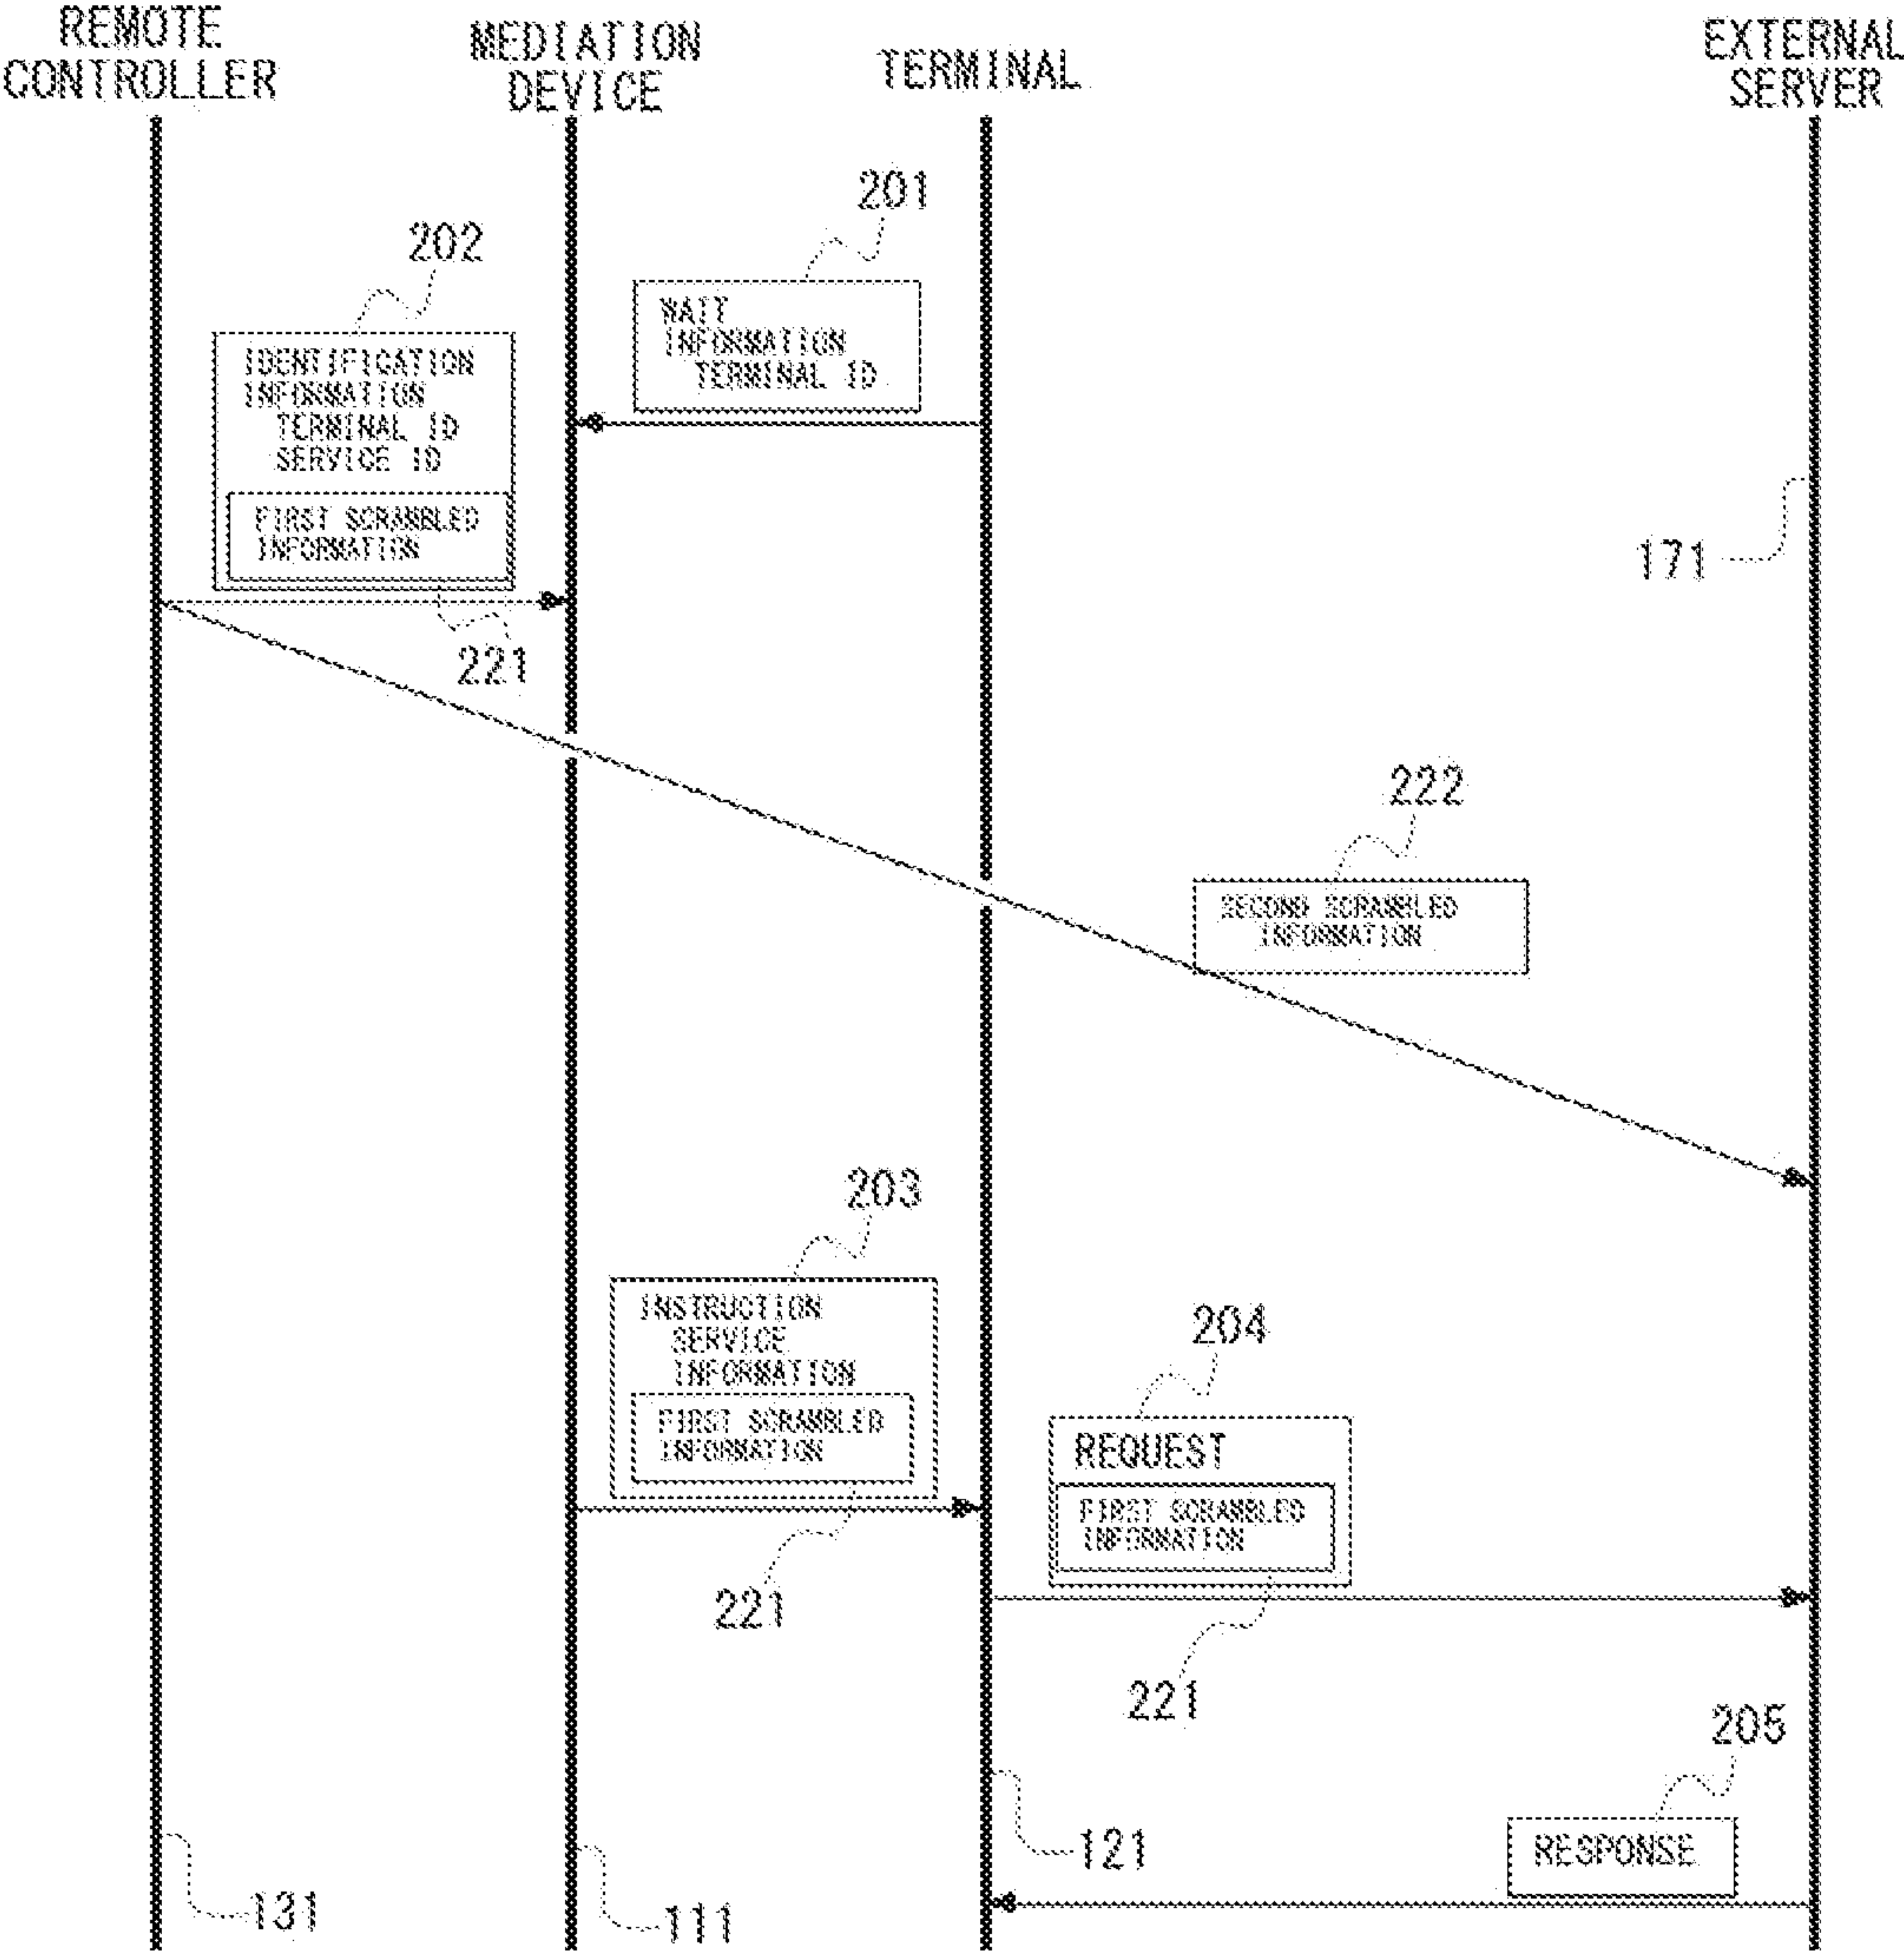 REMOTE
CONTROLLER
MEDIATION
DEVICE
TERMINAL
EXTERNAL
SERVER
201
202
WAIT
INFORMATION
TERMINAL ID
IDENTIFICATION
INFORMATION
TERMINAL ID
SERVICE ID
FIRST SCRAMBLED
INFORMATION
171
221
222
SECOND SCRAMBLED
INFORMATION
203
INSTRUCTION
SERVICE
INFORMATION
FIRST SCRAMBLED
INFORMATION
204
REQUEST
FIRST SCRAMBLED
INFORMATION
221
221
205
RESPONSE
121
131
111